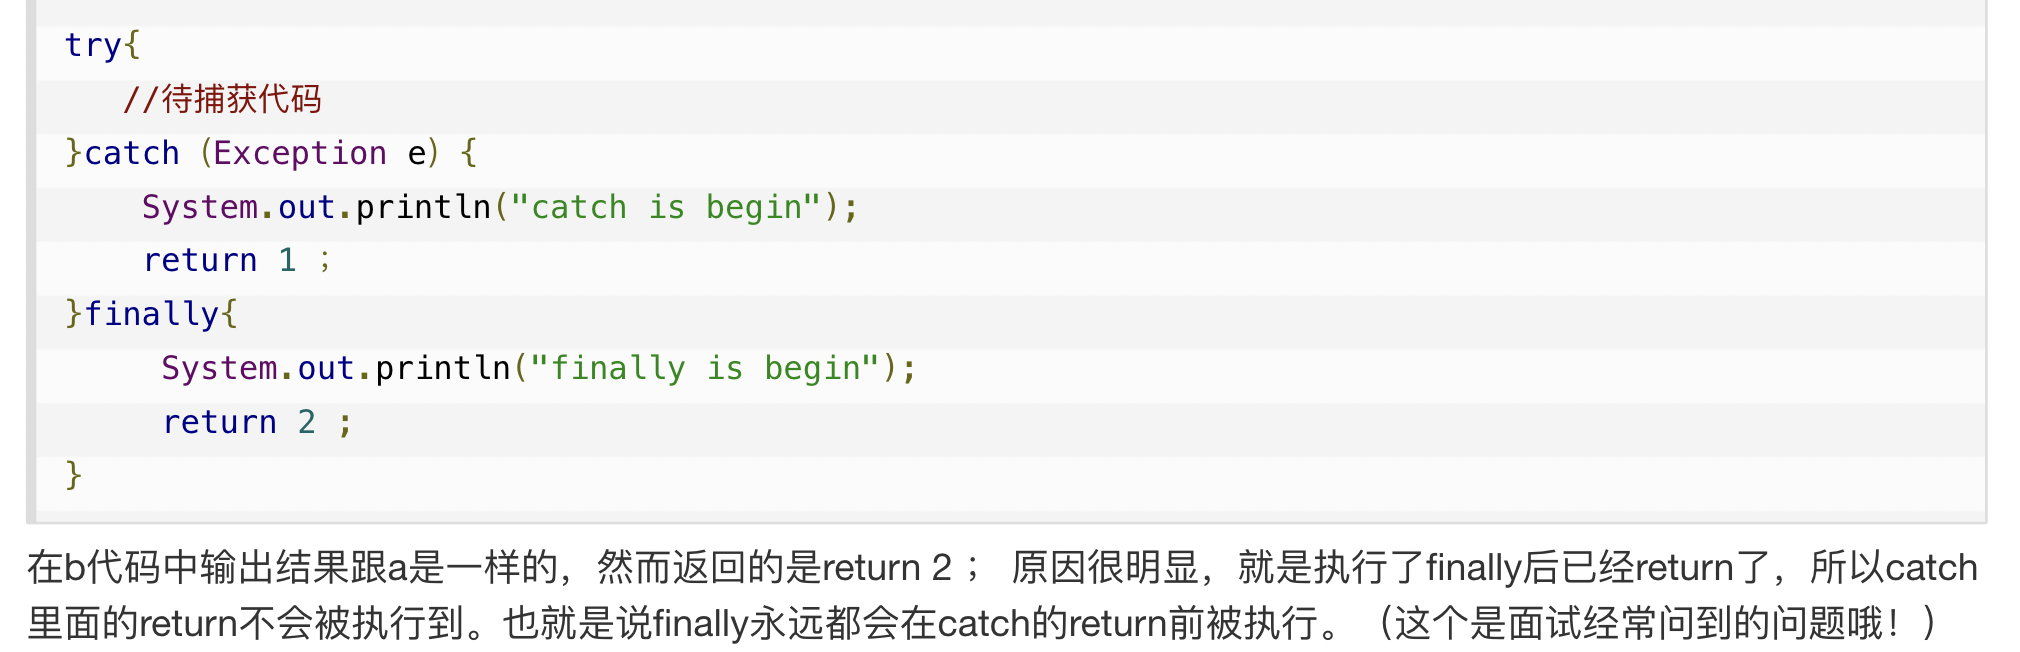 try{
//待捕获代码
}catch (Exception e) {
System.out.println("catch is begin");
return 1 ；
}finally{
System.out.println("finally is begin");
return 2 ;
}
在b代码中输出结果跟a是一样的，然而返回的是return 2 ； 原因很明显，就是执行了finally后已经return了，所以catch
里面的return不会被执行到。也就是说finally永远都会在catch的return前被执行。（这个是面试经常问到的问题哦！）